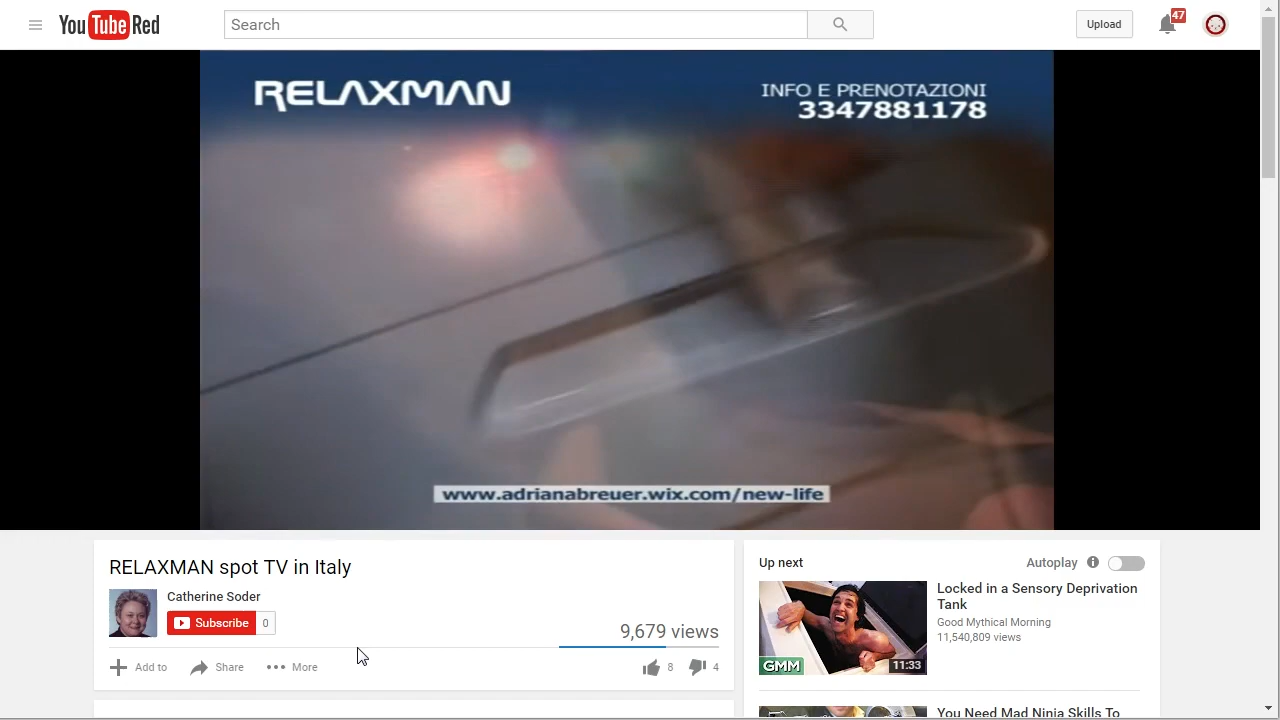 YouTube Red
Search
Upload
47
RELAXMAN
INFO E PRENOTAZIONI
3347881178
www.adrianabreuer.wix.com/new-life
RELAXMAN spot TV in Italy
Catherine Soder
Subscribe 0
9,679 views
Add to
Share
More
8
4
Up next
Autoplay
Locked in a Sensory Deprivation
Tank
Good Mythical Morning
11,540,809 views
GMM
11:33
You Need Mad Ninja Skills To